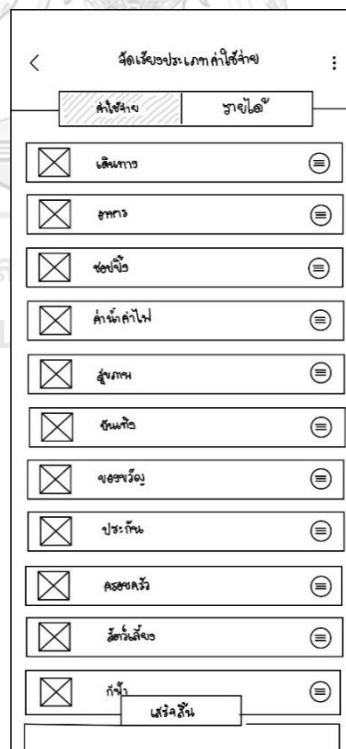 จัดเรียงประเภทค่าใช้จ่าย
ค่าใช้จ่าย รายได้
เดินทาง
อาหาร
ชอปปิ้ง
ค่าน้ำค่าไฟ
สุขภาพ
บันเทิง
ของขวัญ
ประกัน
ครอบครัว
สัตว์เลี้ยง
กีฬา
เสร็จสิ้น